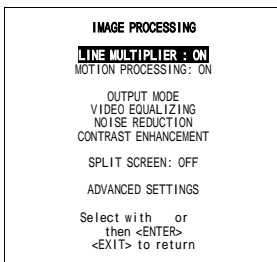 IMAGE PROCESSING
LINE MULTIPLIER : ON
MOTION PROCESSING: ON
OUTPUT MODE
VIDEO EQUALIZING
NOISE REDUCTION
CONTRAST ENHANCEMENT
SPLIT SCREEN: OFF
ADVANCED SETTINGS
Select with or
then <ENTER>
<EXIT> to return